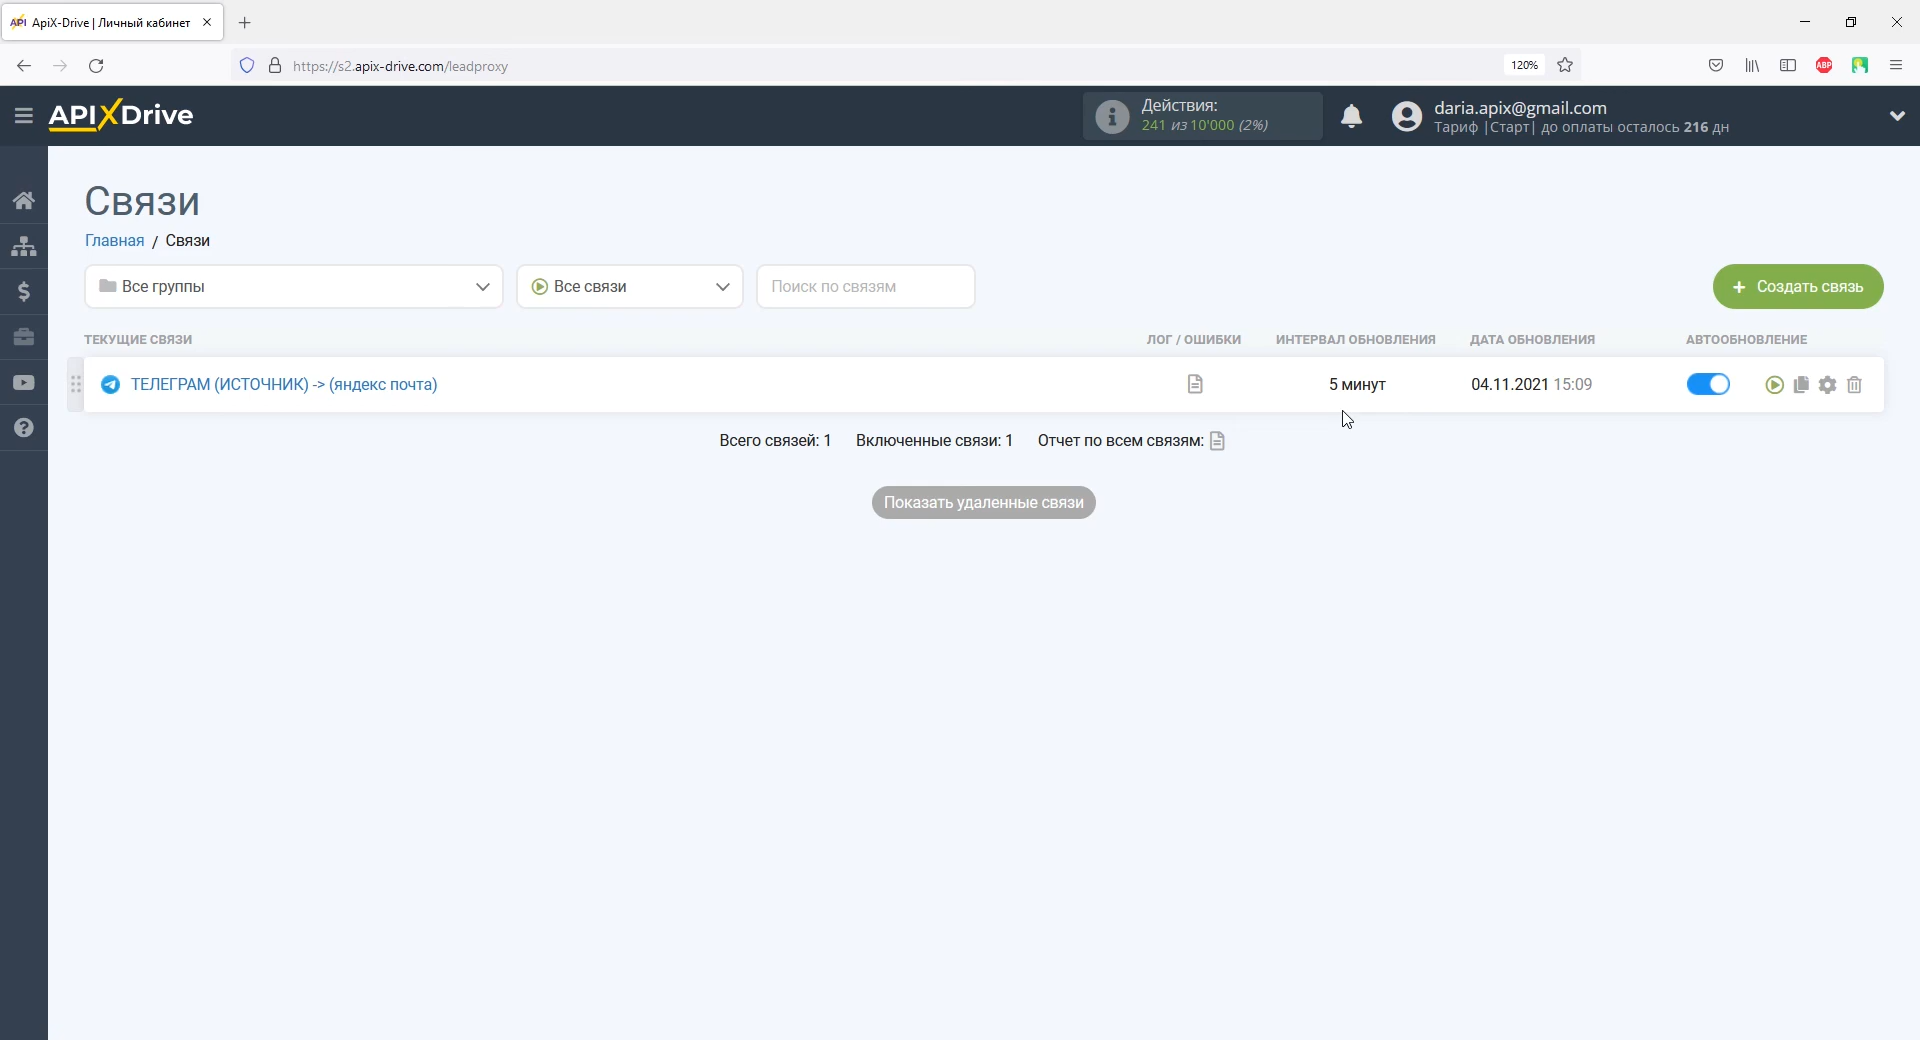 API ApiX-Drive | Личный кабинет
https://s2.apix-drive.com/leadproxy
120%
ABP
APIXDrive
Действия:
241 из 10'000 (2%)
daria.apix@gmail.com
Тариф |Старт| до оплаты осталось 216 дн
Связи
Главная / Связи
Все группы
Все связи
Поиск по связям
+ Создать связь
ТЕКУЩИЕ СВЯЗИ
ЛОГ / ОШИБКИ
ИНТЕРВАЛ ОБНОВЛЕНИЯ
ДАТА ОБНОВЛЕНИЯ
АВТООБНОВЛЕНИЕ
ТЕЛЕГРАМ (ИСТОЧНИК) -> (яндекс почта)
5 минут
04.11.2021 15:09
Всего связей: 1 Включенные связи: 1 Отчет по всем связям:
Показать удаленные связи